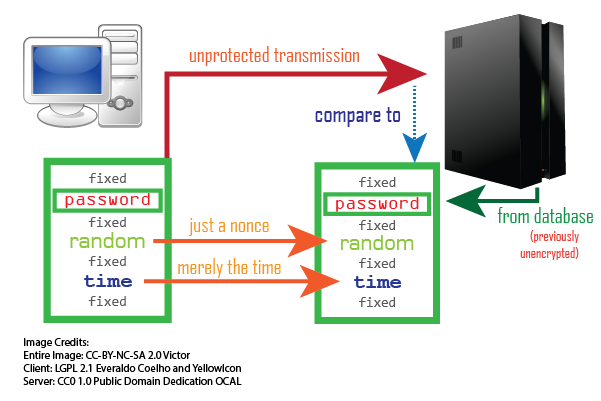 unprotected transmission
compare to
fixed
password
fixed
random
fixed
time
fixed
just a nonce
merely the time
fixed
password
fixed
random
fixed
time
fixed
from database
(previously
unencrypted)
Image Credits:
Entire Image: CC-BY-NC-SA 2.0 Victor
Client: LGPL 2.1 Everaldo Coelho and YellowIcon
Server: CC0 1.0 Public Domain Dedication OCAL